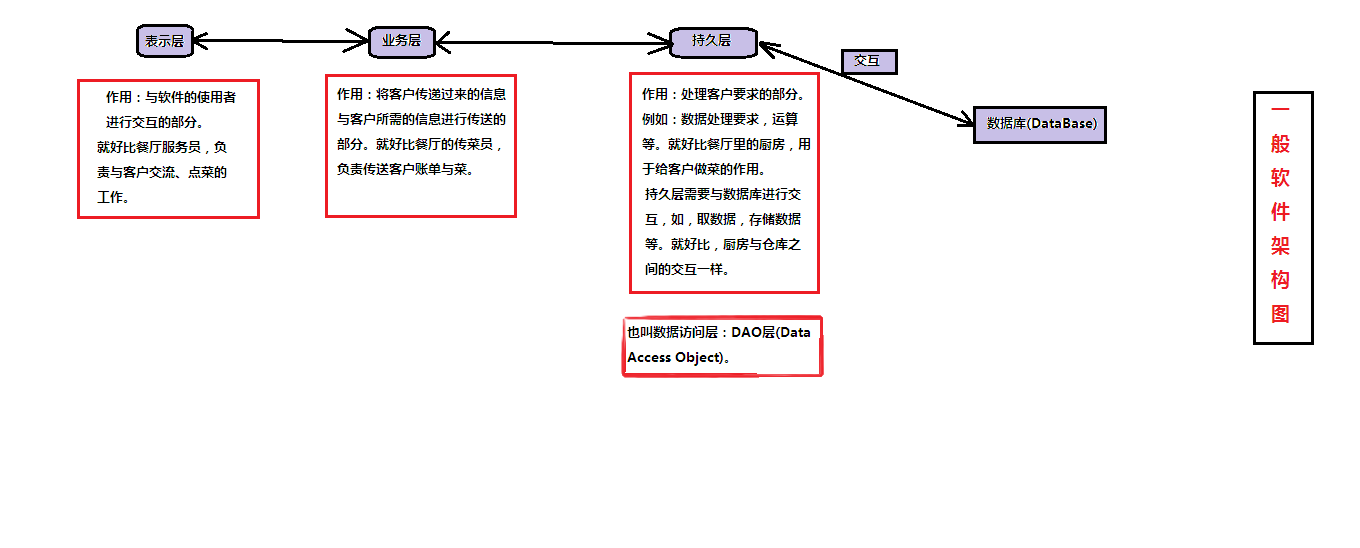 表示层
业务层
持久层
交互
数据库(DataBase)
作用：与软件的使用者
进行交互的部分。
就好比餐厅服务员，负
责与客户交流、点菜的
工作。
作用：将客户传递过来的信息
与客户所需的信息进行传送的
部分。就好比餐厅的传菜员，
负责传送客户账单与菜。
作用：处理客户要求的部分。
例如：数据处理要求，运算
等。就好比餐厅里的厨房，用
于给客户做菜的作用。
持久层需要与数据库进行交
互，如，取数据，存储数据
等。就好比，厨房与仓库之
间的交互一样。
也叫数据访问层：DAO层(Data
Access Object)。
一般软件架构图